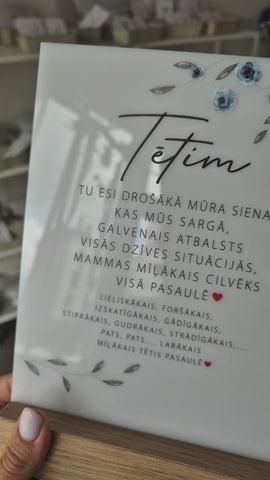 Tētim
TU ESI DROŠĀKĀ MŪRA SIENA
KAS MŪS SARGĀ,
GALVENAIS ATBALSTS
VISĀS DZĪVES SITUĀCIJĀS,
MAMMAS MĪĻĀKAIS CILVĒKS
VISĀ PASAULĒ❤
LIELISKĀKAIS, FORŠĀKAIS,
IZSKATĪGĀKAIS, GĀDĪGĀKAIS,
STIPRĀKAIS, GUDRĀKAIS, STRĀDĪGĀKAIS,....
PATS, PATS.... LABĀKAIS
MĪĻĀKAIS TĒTIS PASAULĒ❤